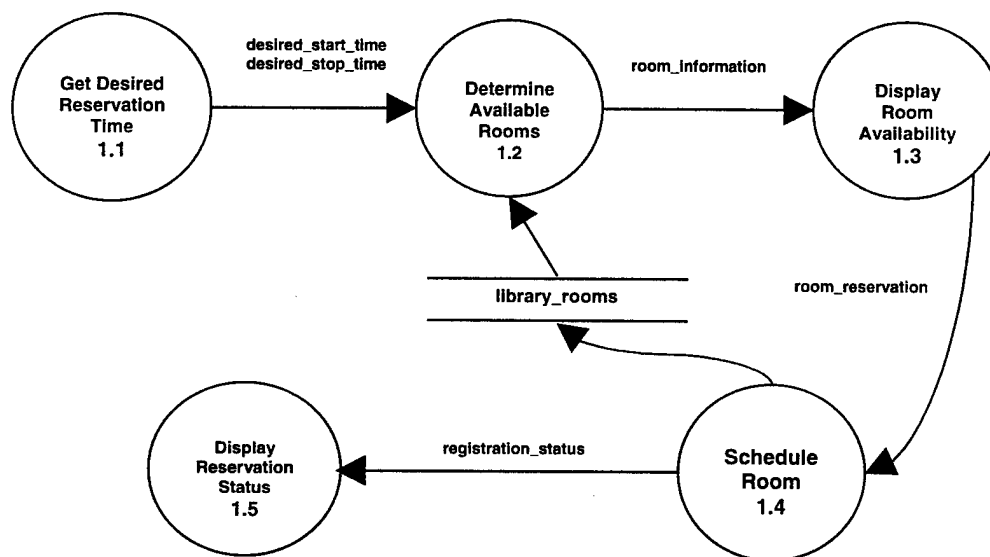 Get Desired
Reservation
Time
1.1
desired_start_time
desired_stop_time
Determine
Available
Rooms
1.2
room_information
Display
Room
Availability
1.3
library_rooms
room_reservation
Display
Reservation
Status
1.5
registration_status
Schedule
Room
1.4